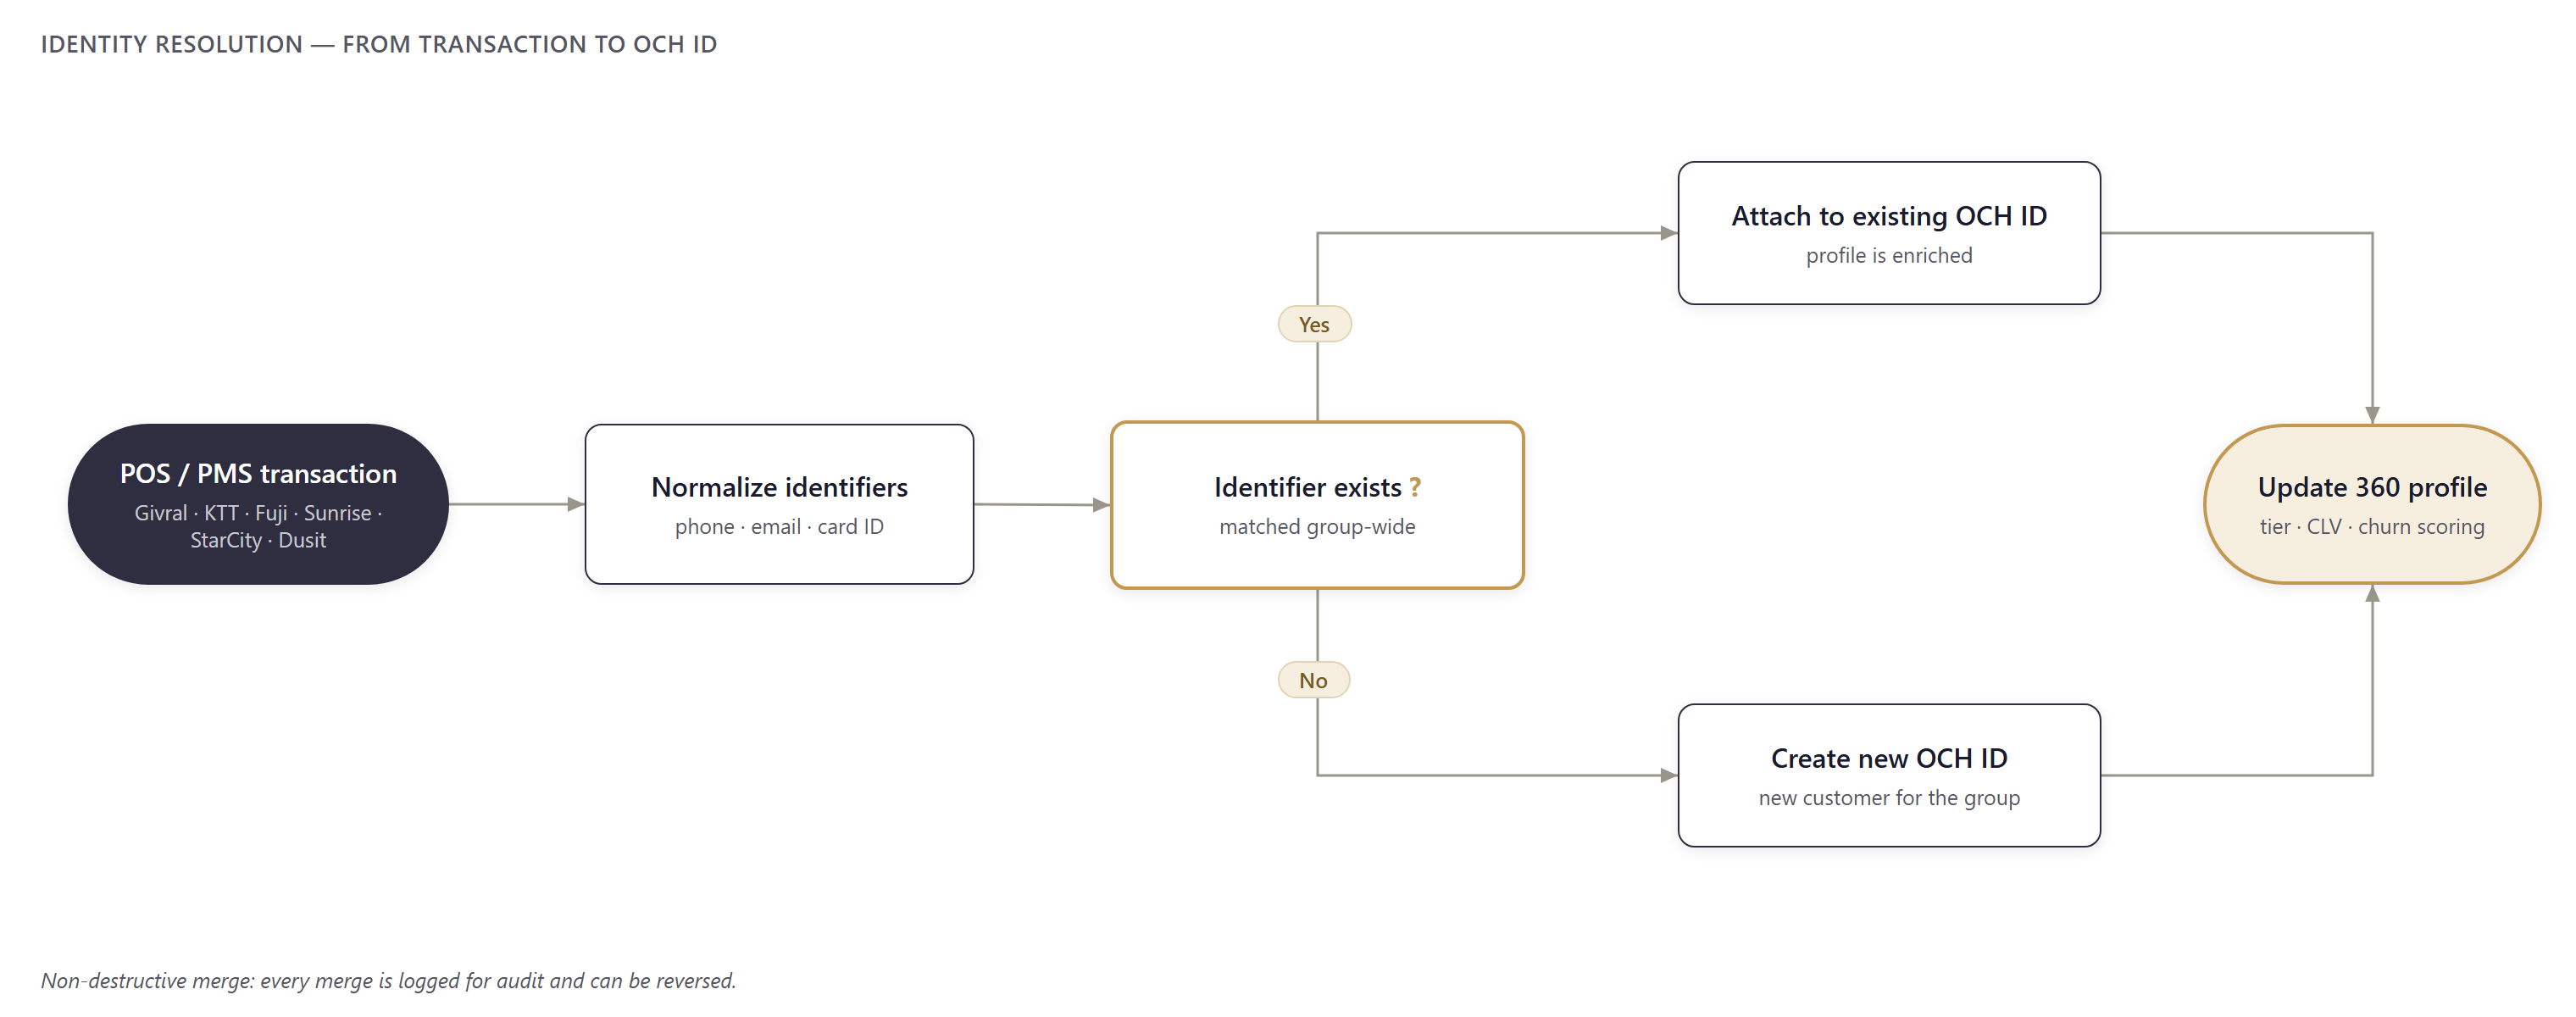 IDENTITY RESOLUTION — FROM TRANSACTION TO OCH ID
Attach to existing OCH ID
profile is enriched
Yes
POS / PMS transaction
Givral · KTT · Fuji · Sunrise ·
StarCity · Dusit
Normalize identifiers
phone · email · card ID
Identifier exists ?
matched group-wide
Update 360 profile
tier · CLV · churn scoring
No
Create new OCH ID
new customer for the group
Non-destructive merge: every merge is logged for audit and can be reversed.